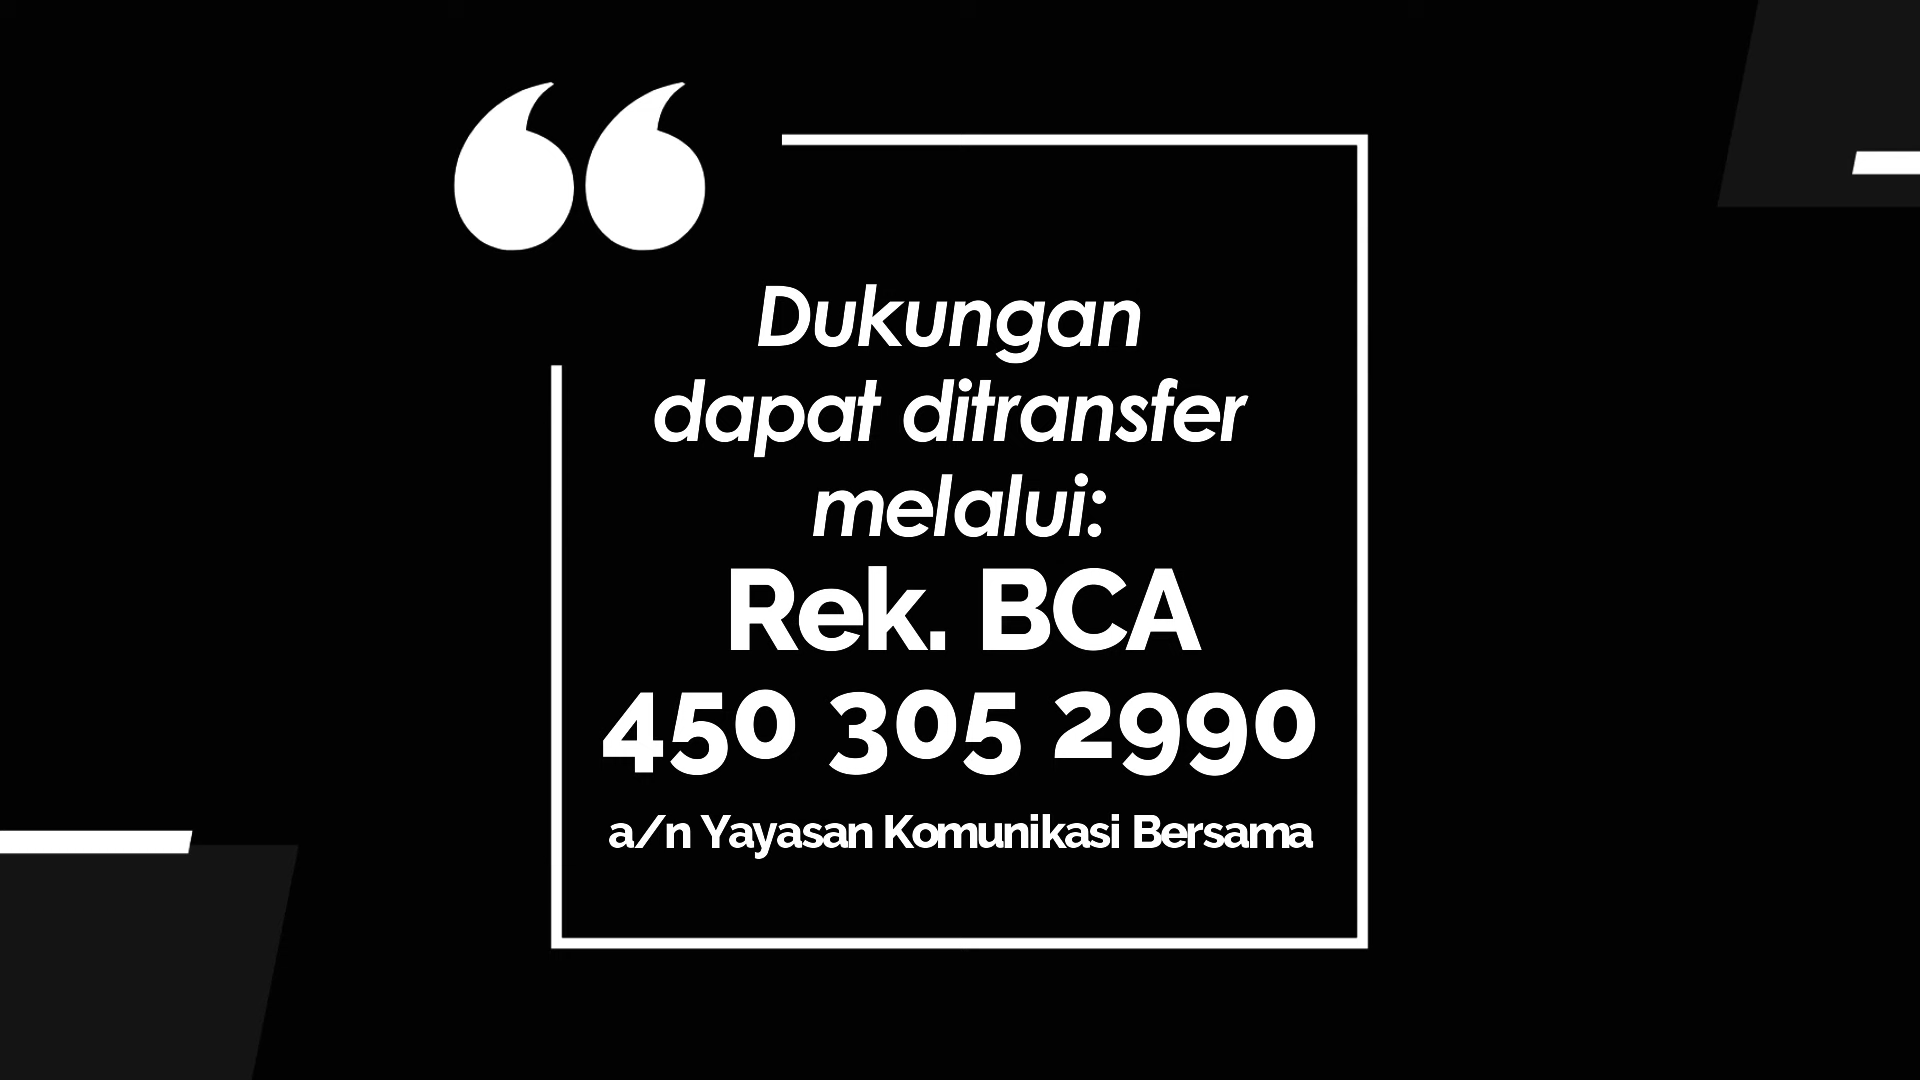 Dukungan
dapat ditransfer
melalui:
Rek. BCA
450 305 2990
a/n Yayasan Komunikasi Bersama